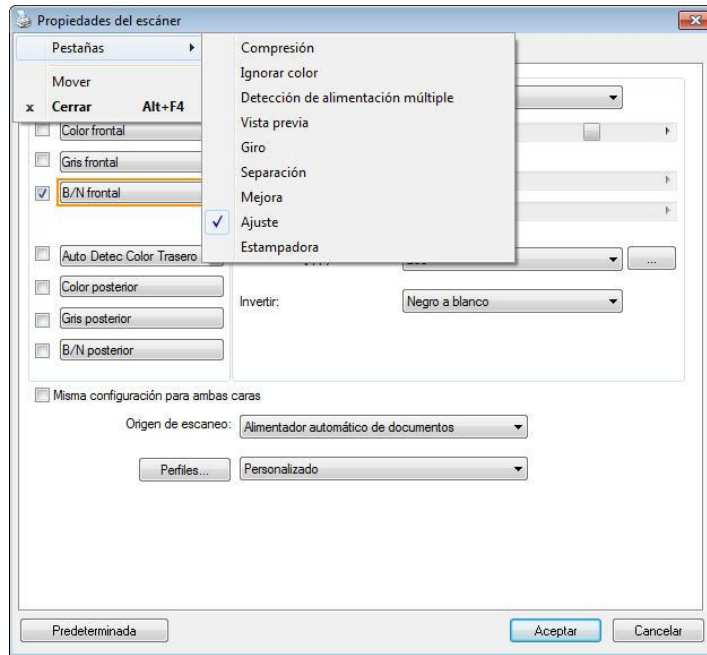 Propiedades del escáner
Pestañas
Mover
x Cerrar Alt+F4
Compresión
Ignorar color
Detección de alimentación múltiple
Vista previa
Giro
Separación
Mejora
Ajuste
Estampadora
Color frontal
Gris frontal
B/N frontal
Auto Detec Color Trasero
Color posterior
Gris posterior
B/N posterior
...
Invertir: Negro a blanco
Misma configuración para ambas caras
Origen de escaneo: Alimentador automático de documentos
Perfiles... Personalizado
Predeterminada Aceptar Cancelar